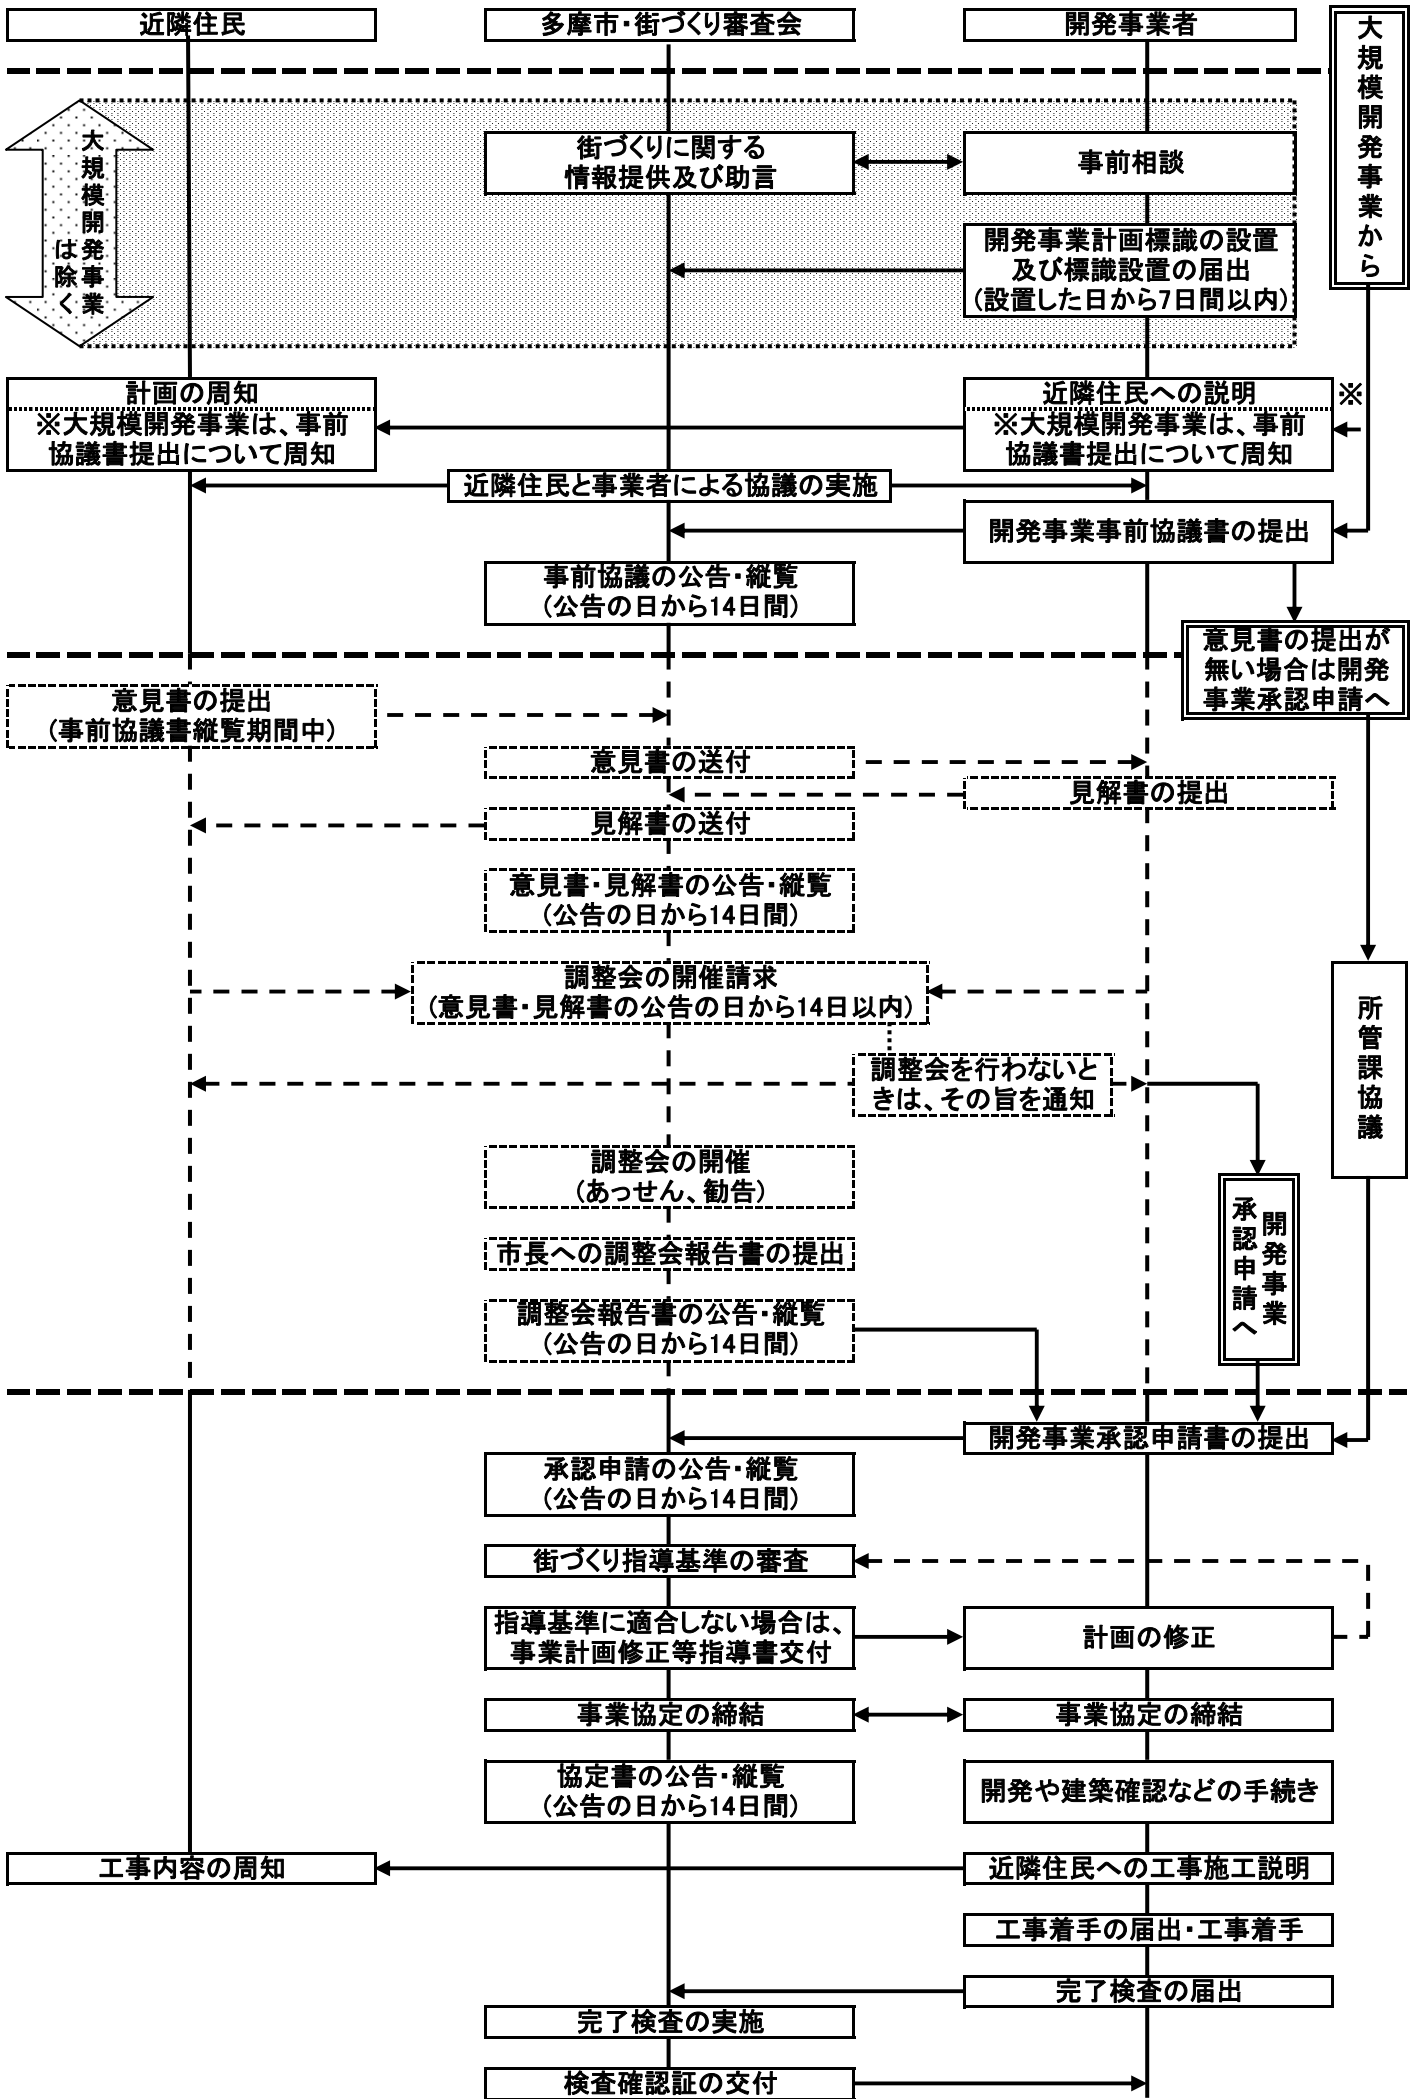 近隣住民
多摩市・街づくり審査会
開発事業者
大規模開発事業から
大規模開発事業
は除く
街づくりに関する
情報提供及び助言
事前相談
開発事業計画標識の設置
及び標識設置の届出
(設置した日から7日間以内)
計画の周知
※大規模開発事業は、事前
協議書提出について周知
近隣住民への説明
※大規模開発事業は、事前
協議書提出について周知
※
近隣住民と事業者による協議の実施
開発事業事前協議書の提出
事前協議の公告・縦覧
(公告の日から14日間)
意見書の提出が
無い場合は開発
事業承認申請へ
意見書の提出
(事前協議書縦覧期間中)
意見書の送付
見解書の提出
見解書の送付
意見書・見解書の公告・縦覧
(公告の日から14日間)
調整会の開催請求
(意見書・見解書の公告の日から14日以内)
所管課協議
調整会を行わないと
きは、その旨を通知
調整会の開催
(あっせん、勧告)
開発事業
承認申請へ
市長への調整会報告書の提出
調整会報告書の公告・縦覧
(公告の日から14日間)
開発事業承認申請書の提出
承認申請の公告・縦覧
(公告の日から14日間)
街づくり指導基準の審査
指導基準に適合しない場合は、
事業計画修正等指導書交付
計画の修正
事業協定の締結
事業協定の締結
協定書の公告・縦覧
(公告の日から14日間)
開発や建築確認などの手続き
工事内容の周知
近隣住民への工事施工説明
工事着手の届出・工事着手
完了検査の届出
完了検査の実施
検査確認証の交付